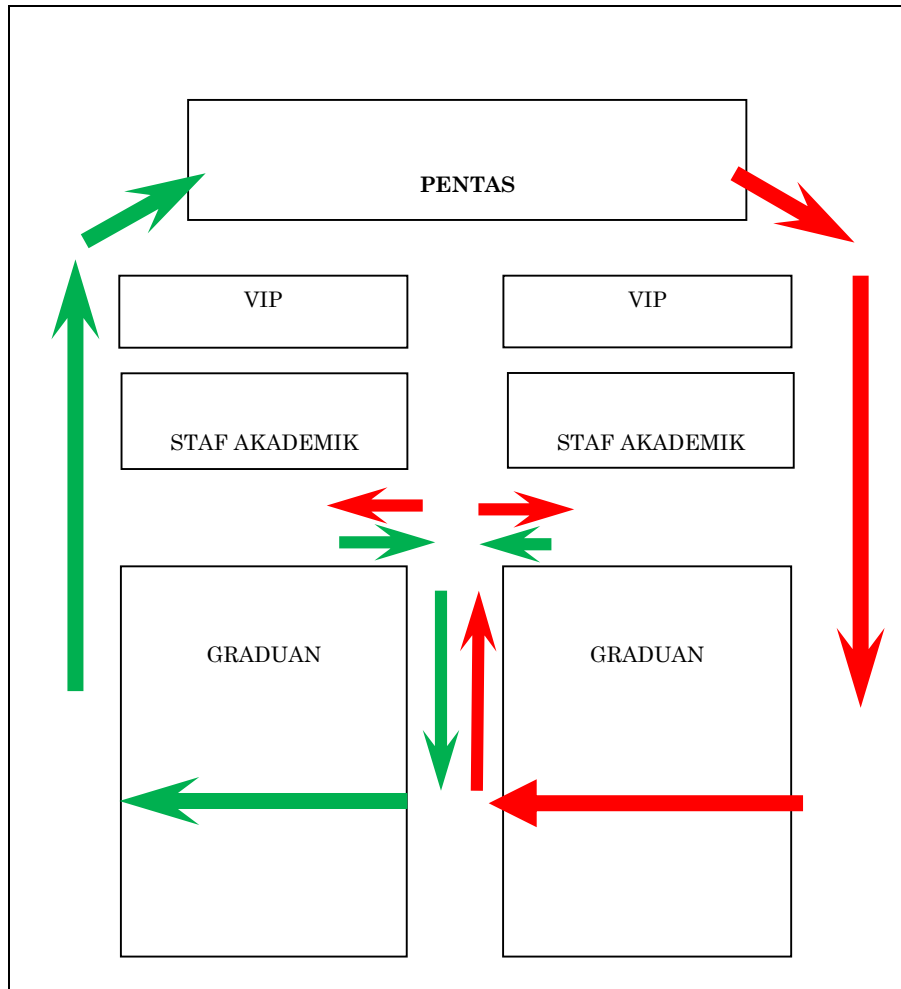 PENTAS
VIP
VIP
STAF AKADEMIK
STAF AKADEMIK
GRADUAN
GRADUAN